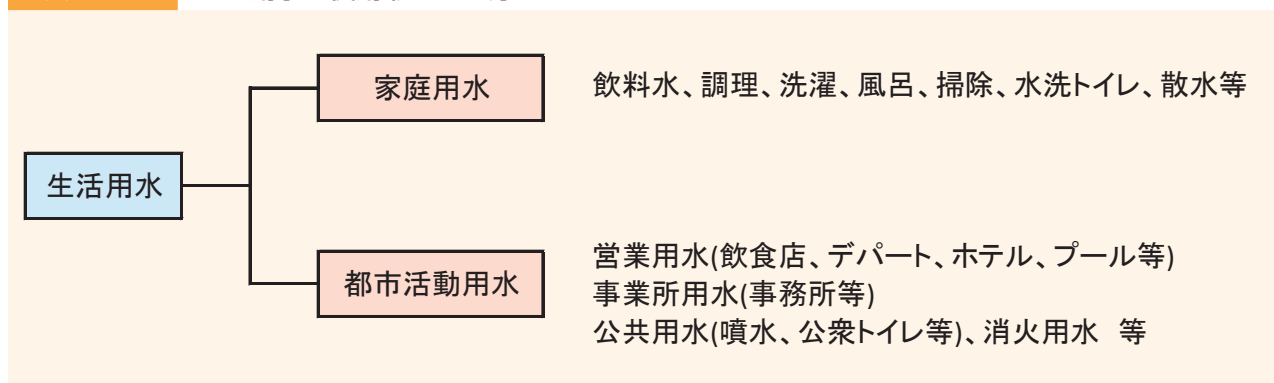 家庭用水
飲料水、調理、洗濯、風呂、掃除、水洗トイレ、散水等
生活用水
都市活動用水
営業用水(飲食店、デパート、ホテル、プール等)
事業所用水(事務所等)
公共用水(噴水、公衆トイレ等)、消火用水　等